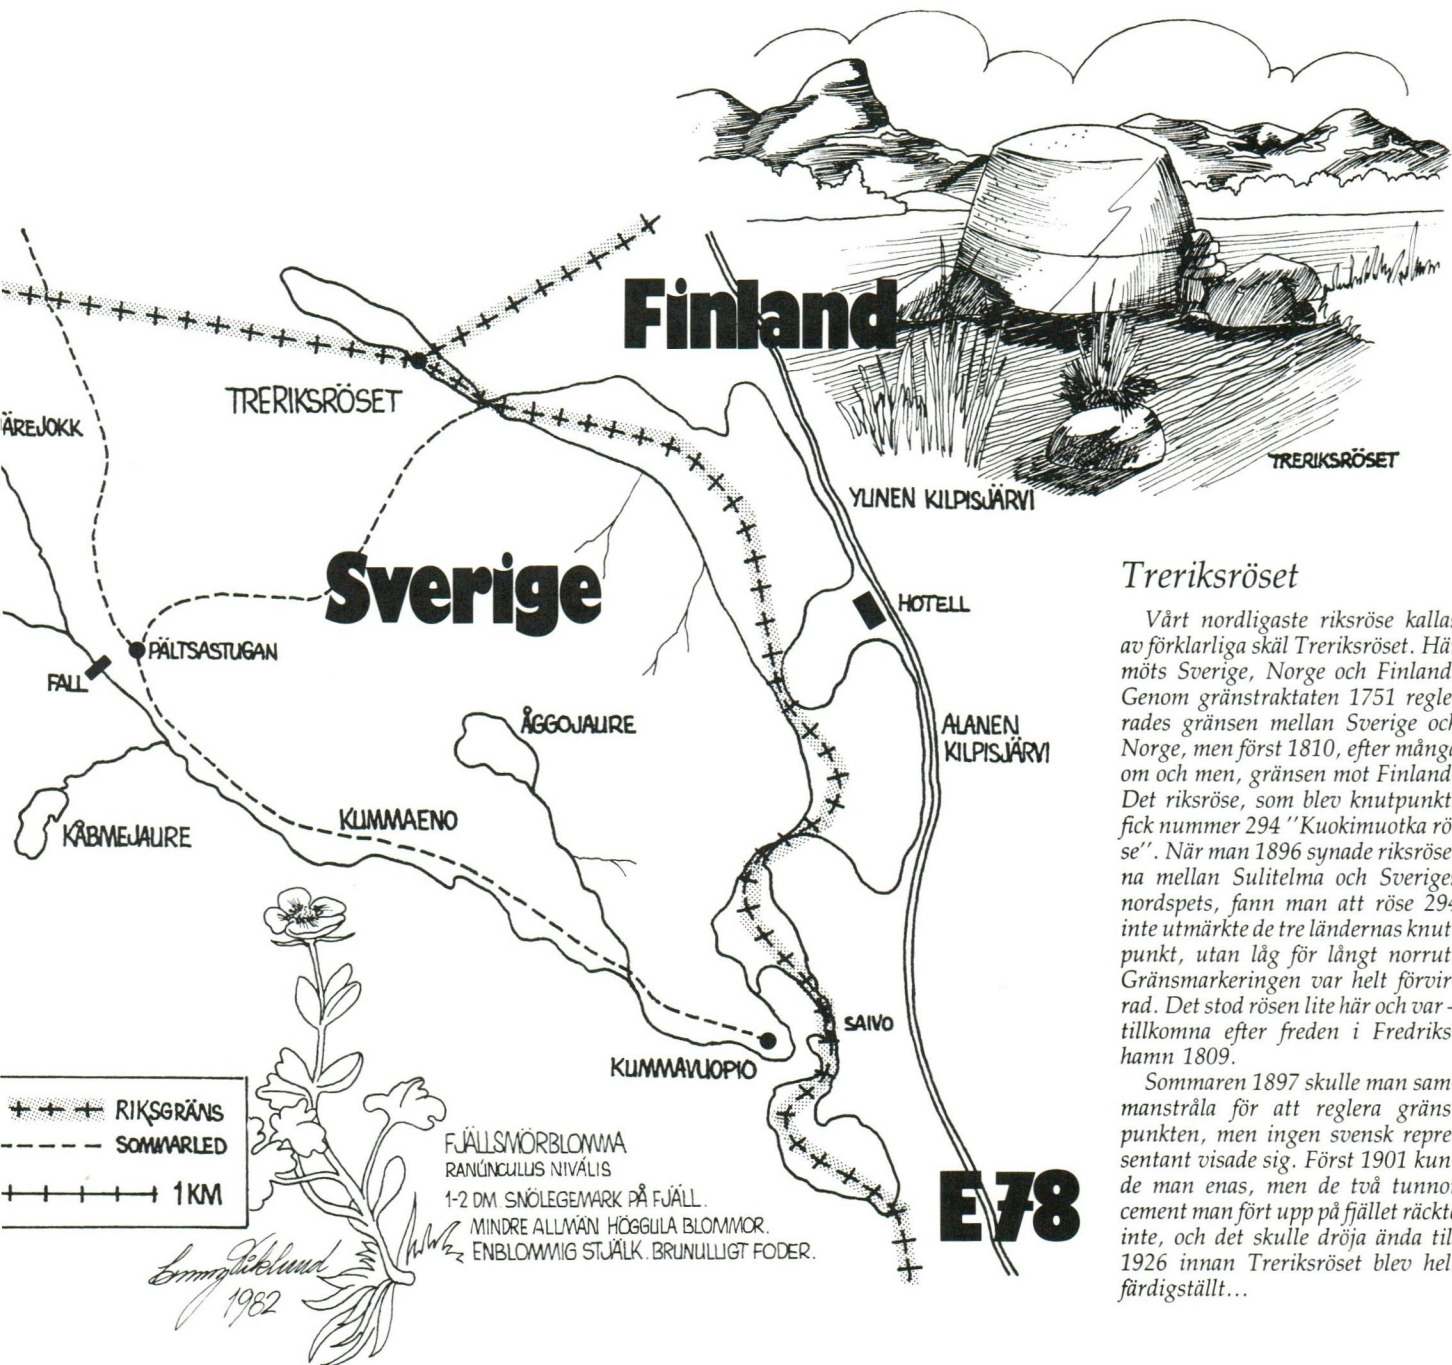 Finland
TRERIKSRÖSET
ÄREJOKK
TRERIKSRÖSET
YLINEN KILPISJÄRVI
Sverige
HOTELL
PÄLTSASTUGAN
FALL
ÅGGOJAURE
ALANEN
KILPISJÄRVI
KÅBMEJAURE
KUMMAENO
SAIVO
KUMMAVUOPIO
E78
RIKSGRÄNS
SOMMARLED
1 KM
FJÄLLSMÖRBLOMMA
RANÚNCULUS NIVÁLIS
1-2 DM. SNÖLEGEMARK PÅ FJÄLL.
MINDRE ALLMÄN HÖGGULA BLOMMOR.
ENBLOMMIG STJÄLK. BRUNULLIGT FODER.
1982
Treriksröset
Vårt nordligaste riksröse kallas
av förklarliga skäl Treriksröset. Hä
möts Sverige, Norge och Finland
Genom gränstraktaten 1751 regle
rades gränsen mellan Sverige och
Norge, men först 1810, efter många
om och men, gränsen mot Finland
Det riksröse, som blev knutpunkt
fick nummer 294 "Kuokimuotka rö
se". När man 1896 synade riksröse
na mellan Sulitelma och Sveriges
nordspets, fann man att röse 294
inte utmärkte de tre ländernas knut
punkt, utan låg för långt norrut
Gränsmarkeringen var helt förvir
rad. Det stod rösen lite här och var –
tillkomna efter freden i Fredriks
hamn 1809.
Sommaren 1897 skulle man sam
manstråla för att reglera gräns
punkten, men ingen svensk repre
sentant visade sig. Först 1901 kun
de man enas, men de två tunnor
cement man fört upp på fjället räckte
inte, och det skulle dröja ända til
1926 innan Treriksröset blev hel
färdigställt...